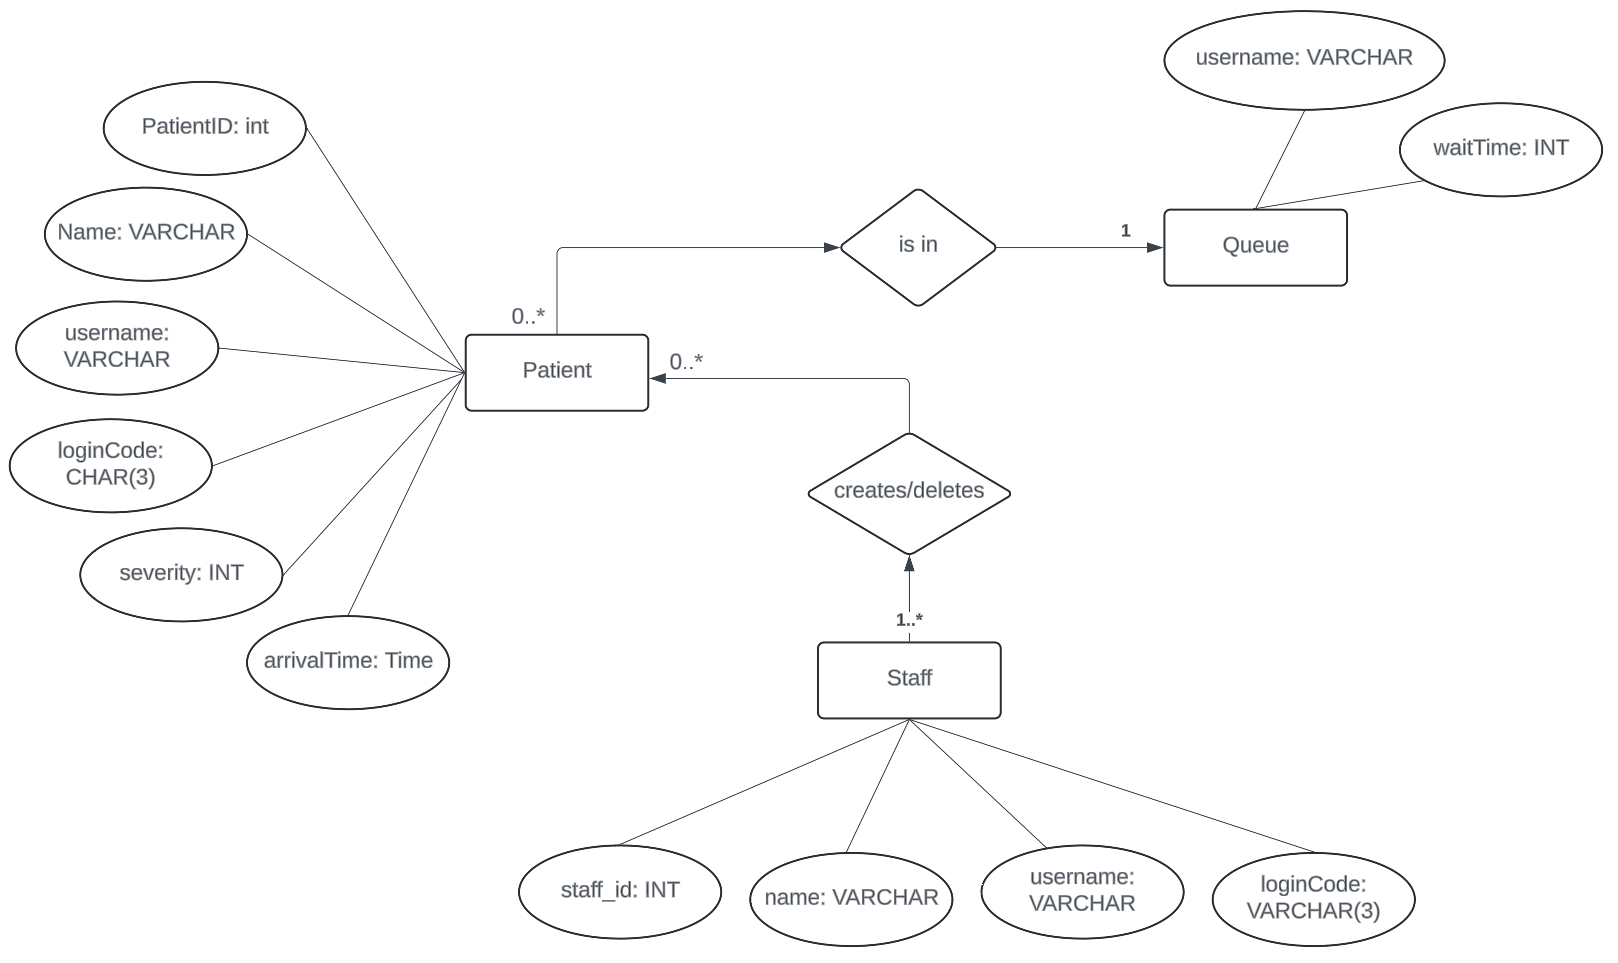 username: VARCHAR
waitTime: INT
PatientID: int
Name: VARCHAR
is in
1
Queue
0..*
username:
VARCHAR
Patient
0..*
loginCode:
CHAR(3)
creates/deletes
severity: INT
1..*
arrivalTime: Time
Staff
staff_id: INT
name: VARCHAR
username:
VARCHAR
loginCode:
VARCHAR(3)